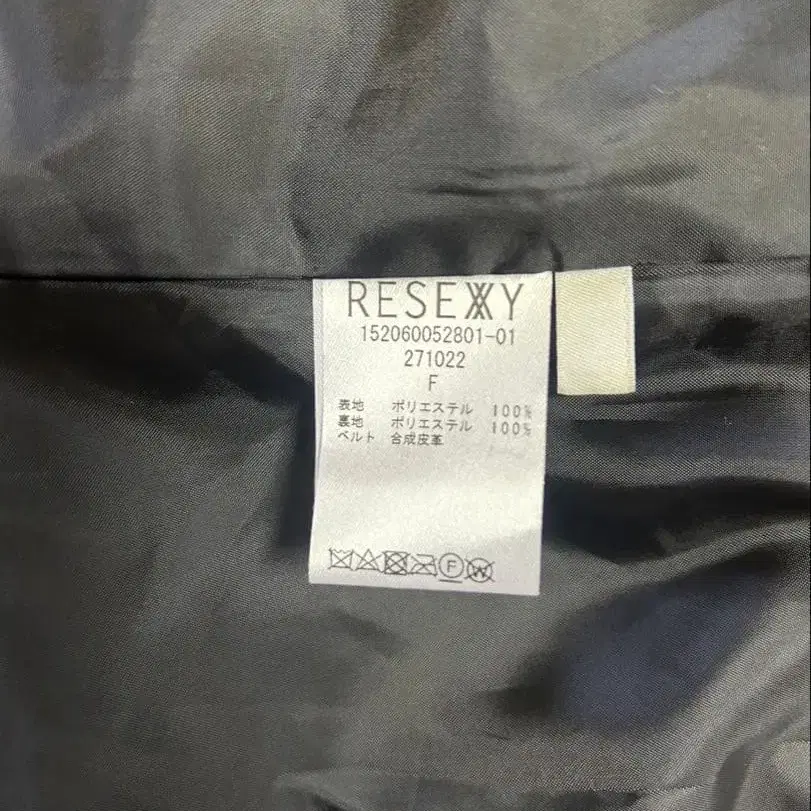 RESEXXY
152060052801-01
271022
F
表地 ポリエステル 100%
裏地 ポリエステル 100%
ベルト 合成皮革
F W